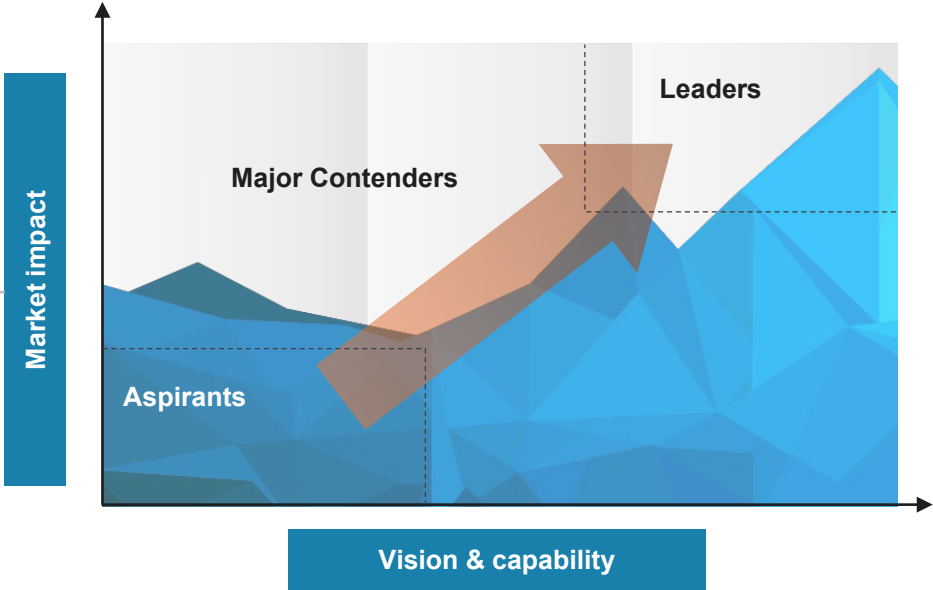 Leaders
Major Contenders
Market impact
Aspirants
Vision & capability